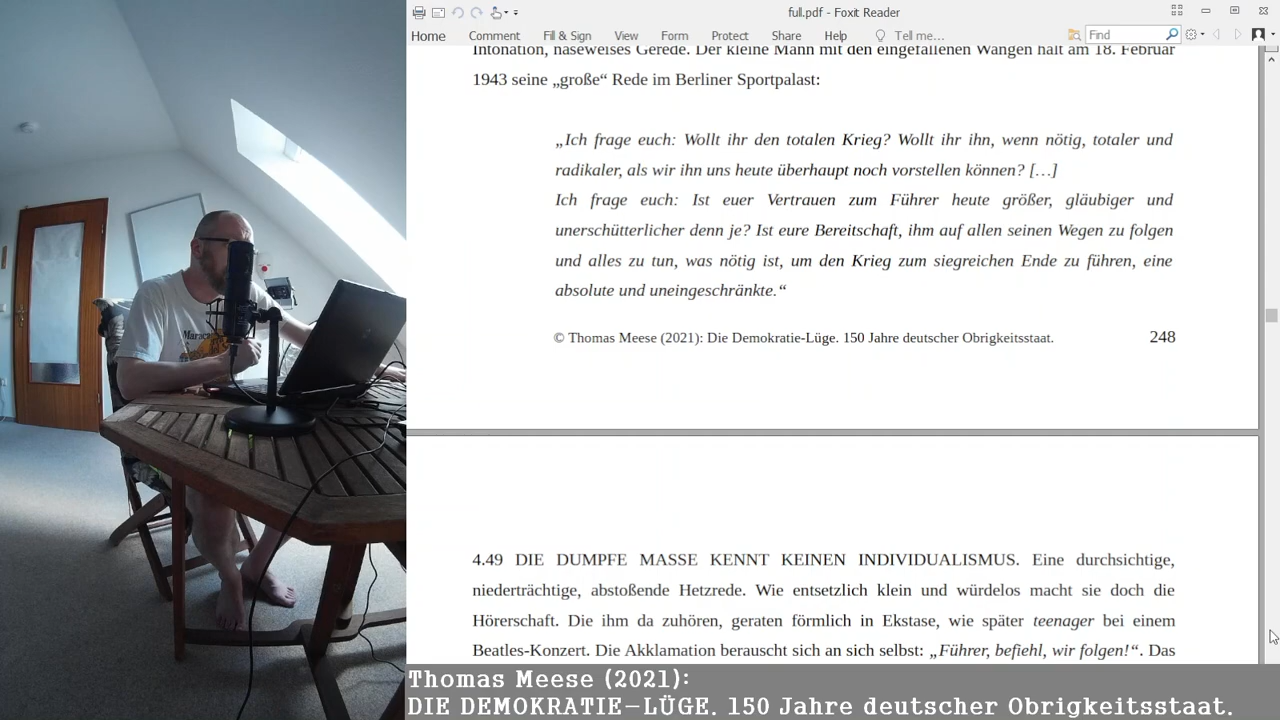 full.pdf - Foxit Reader
Home Comment Fill & Sign View Form Protect Share Help Tell me... Find
Intonation, naseweises Gerede. Der kleine Mann mit den eingefallenen Wangen hält am 18. Februar
1943 seine „große“ Rede im Berliner Sportpalast:
„Ich frage euch: Wollt ihr den totalen Krieg? Wollt ihr ihn, wenn nötig, totaler und
radikaler, als wir ihn uns heute überhaupt noch vorstellen können? […]
Ich frage euch: Ist euer Vertrauen zum Führer heute größer, gläubiger und
unerschütterlicher denn je? Ist eure Bereitschaft, ihm auf allen seinen Wegen zu folgen
und alles zu tun, was nötig ist, um den Krieg zum siegreichen Ende zu führen, eine
absolute und uneingeschränkte.“
© Thomas Meese (2021): Die Demokratie-Lüge. 150 Jahre deutscher Obrigkeitsstaat. 248
4.49 DIE DUMPFE MASSE KENNT KEINEN INDIVIDUALISMUS. Eine durchsichtige,
niederträchtige, abstoßende Hetzrede. Wie entsetzlich klein und würdelos macht sie doch die
Hörerschaft. Die ihm da zuhören, geraten förmlich in Ekstase, wie später teenager bei einem
Beatles-Konzert. Die Akklamation berauscht sich an sich selbst: „Führer, befiehl, wir folgen!“. Das
Thomas Meese (2021):
DIE DEMOKRATIE-LÜGE. 150 Jahre deutscher Obrigkeitsstaat.